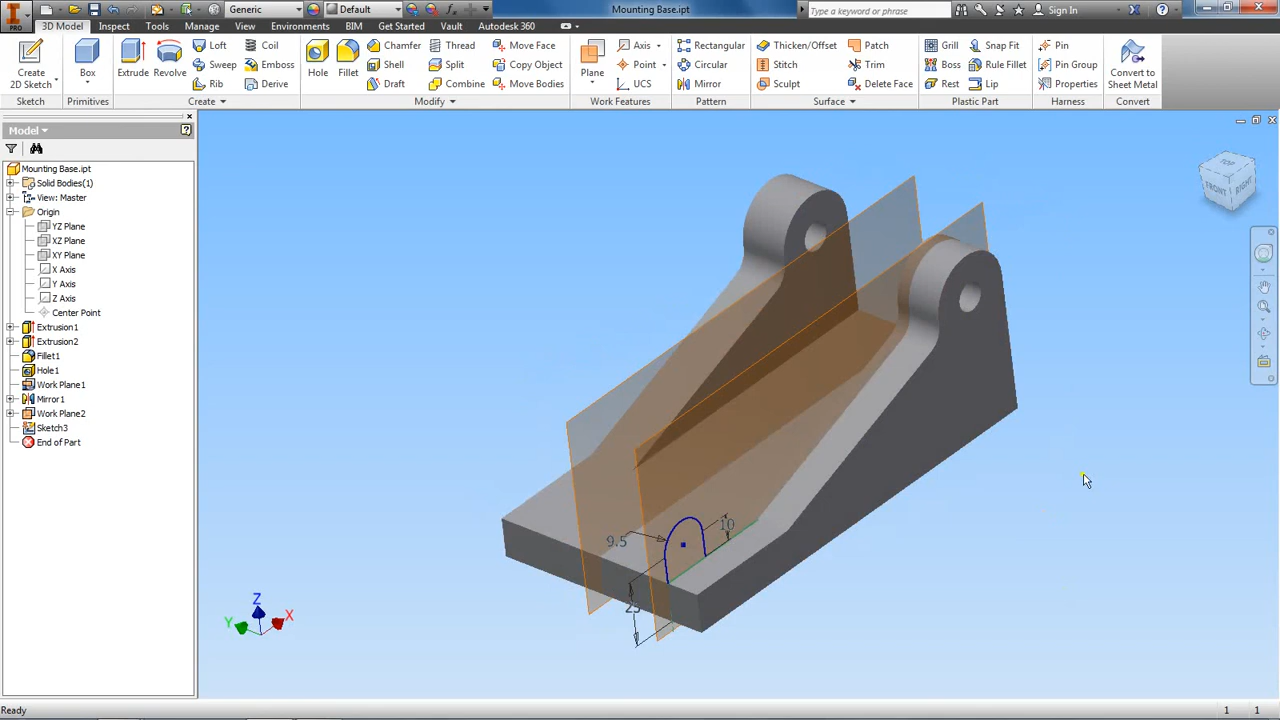 Generic
Default
Mounting Base.ipt
Type a keyword or phrase
Sign In
PRO
3D Model
Inspect
Tools
Manage
View
Environments
BIM
Get Started
Vault
Autodesk 360
Create
2D Sketch
Sketch
Box
Primitives
Extrude
Revolve
Loft
Sweep
Rib
Coil
Emboss
Derive
Create
Hole
Fillet
Chamfer
Shell
Draft
Thread
Split
Combine
Move Face
Copy Object
Move Bodies
Modify
Plane
Axis
Point
UCS
Work Features
Rectangular
Circular
Mirror
Pattern
Thicken/Offset
Stitch
Sculpt
Patch
Trim
Delete Face
Surface
Grill
Boss
Rest
Snap Fit
Rule Fillet
Lip
Plastic Part
Pin
Pin Group
Properties
Harness
Convert to
Sheet Metal
Convert
Model
Mounting Base.ipt
Solid Bodies(1)
View: Master
Origin
YZ Plane
XZ Plane
XY Plane
X Axis
Y Axis
Z Axis
Center Point
Extrusion1
Extrusion2
Fillet1
Hole1
Work Plane1
Mirror1
Work Plane2
Sketch3
End of Part
TOP
FRONT
RIGHT
10
9.5
25
Z
Y
X
Ready
1
1